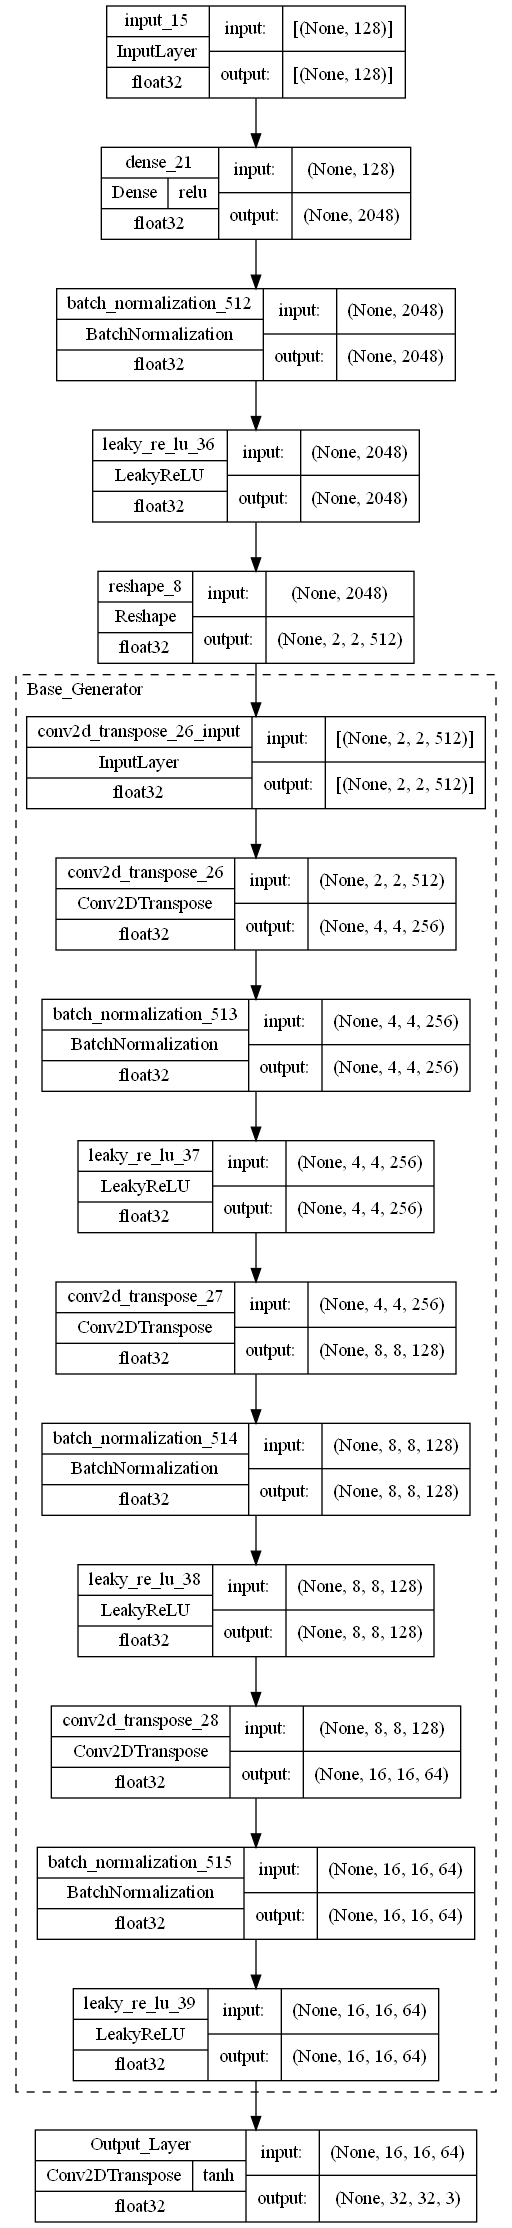 input_15
InputLayer
float32
input:
[(None, 128)]
output:
[(None, 128)]
dense_21
Dense
relu
float32
input:
(None, 128)
output:
(None, 2048)
batch_normalization_512
BatchNormalization
float32
input:
(None, 2048)
output:
(None, 2048)
leaky_re_lu_36
LeakyReLU
float32
input:
(None, 2048)
output:
(None, 2048)
reshape_8
Reshape
float32
input:
(None, 2048)
output:
(None, 2, 2, 512)
Base_Generator
conv2d_transpose_26_input
InputLayer
float32
input:
[(None, 2, 2, 512)]
output:
[(None, 2, 2, 512)]
conv2d_transpose_26
Conv2DTranspose
float32
input:
(None, 2, 2, 512)
output:
(None, 4, 4, 256)
batch_normalization_513
BatchNormalization
float32
input:
(None, 4, 4, 256)
output:
(None, 4, 4, 256)
leaky_re_lu_37
LeakyReLU
float32
input:
(None, 4, 4, 256)
output:
(None, 4, 4, 256)
conv2d_transpose_27
Conv2DTranspose
float32
input:
(None, 4, 4, 256)
output:
(None, 8, 8, 128)
batch_normalization_514
BatchNormalization
float32
input:
(None, 8, 8, 128)
output:
(None, 8, 8, 128)
leaky_re_lu_38
LeakyReLU
float32
input:
(None, 8, 8, 128)
output:
(None, 8, 8, 128)
conv2d_transpose_28
Conv2DTranspose
float32
input:
(None, 8, 8, 128)
output:
(None, 16, 16, 64)
batch_normalization_515
BatchNormalization
float32
input:
(None, 16, 16, 64)
output:
(None, 16, 16, 64)
leaky_re_lu_39
LeakyReLU
float32
input:
(None, 16, 16, 64)
output:
(None, 16, 16, 64)
Output_Layer
Conv2DTranspose
tanh
float32
input:
(None, 16, 16, 64)
output:
(None, 32, 32, 3)